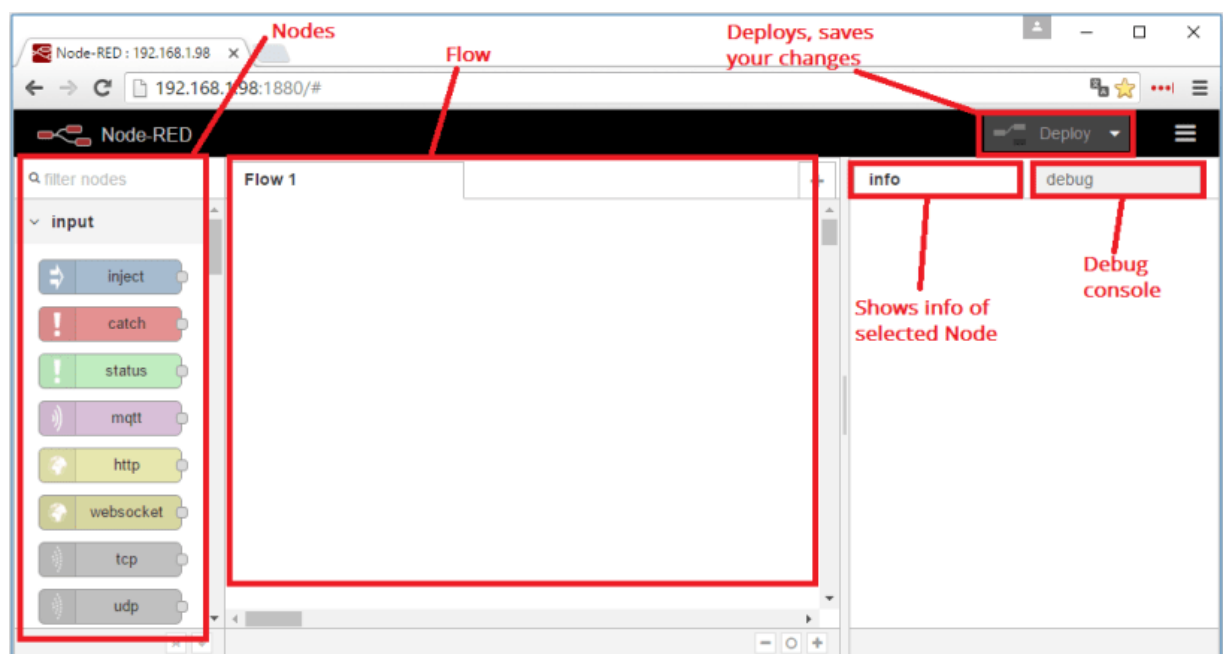 Nodes
Flow
Deploys, saves
your changes
Node-RED : 192.168.1.98
192.168.1.98:1880/#
Node-RED
Deploy
filter nodes
Flow 1
info
debug
input
inject
catch
status
mqtt
http
websocket
tcp
udp
Shows info of
selected Node
Debug
console